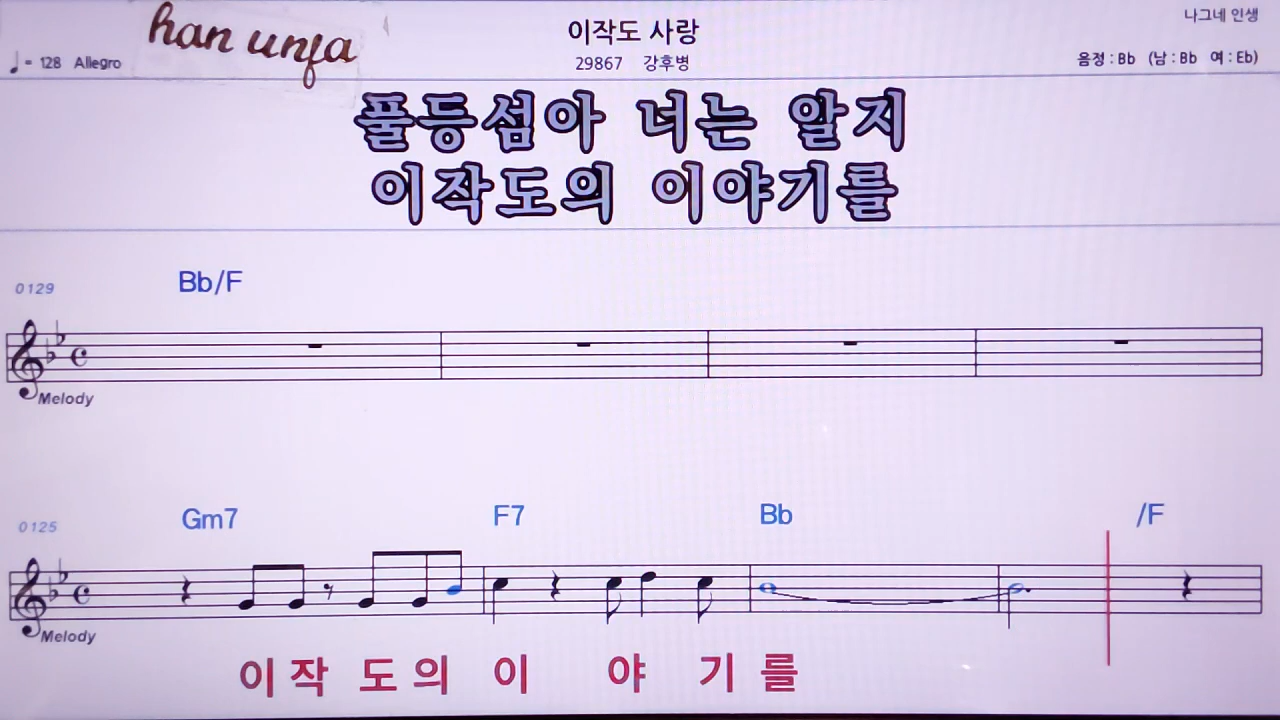 han unja
이작도 사랑
나그네 인생
♩= 128 Allegro
29867 강후병
음정 : Bb (남 : Bb 여 : Eb)
풀등섬아 너는 알지
이작도의 이야기를
0129
Bb/F
Melody
0125
Gm7 F7 Bb /F
Melody
이 작 도 의 이 야 기 를